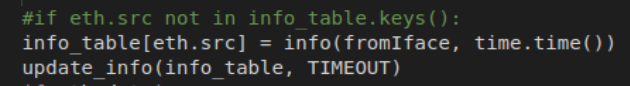 #if eth.src not in info_table.keys():
info_table[eth.src] = info(fromIface, time.time())
update_info(info_table, TIMEOUT)